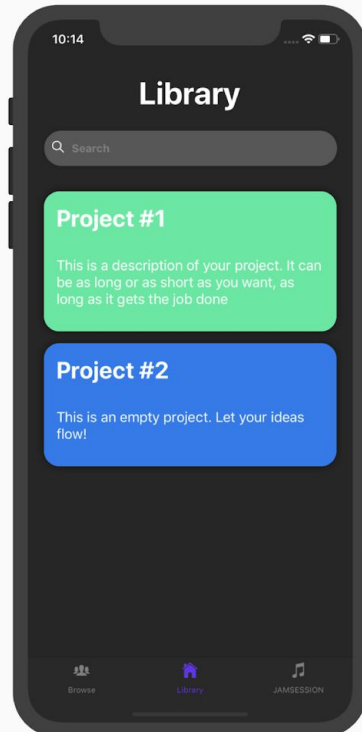 10:14
Library
Search
Project #1
This is a description of your project. It can
be as long or as short as you want, as
long as it gets the job done
Project #2
This is an empty project. Let your ideas
flow!
Browse
Library
JAMSESSION